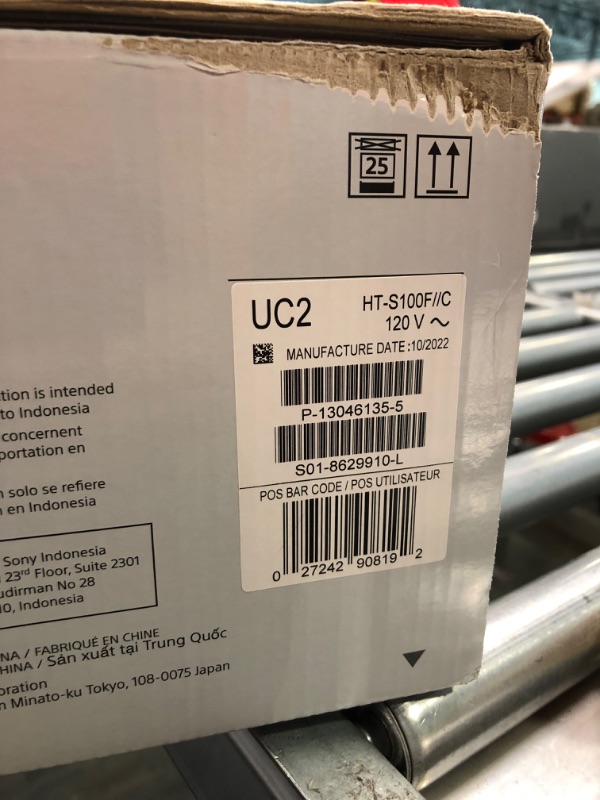 25
UC2
HT-S100F//C
120 V ~
MANUFACTURE DATE :10/2022
P-13046135-5
S01-8629910-L
POS BAR CODE / POS UTILISATEUR
0 27242 90819 2
tion is intended
to Indonesia
concernent
portation en
n solo se refiere
n en Indonesia
Sony Indonesia
23rd Floor, Suite 2301
udirman No 28
10, Indonesia
NA / FABRIQUÉ EN CHINE
HINA / Sản xuất tại Trung Quốc
oration
n Minato-ku Tokyo, 108-0075 Japan